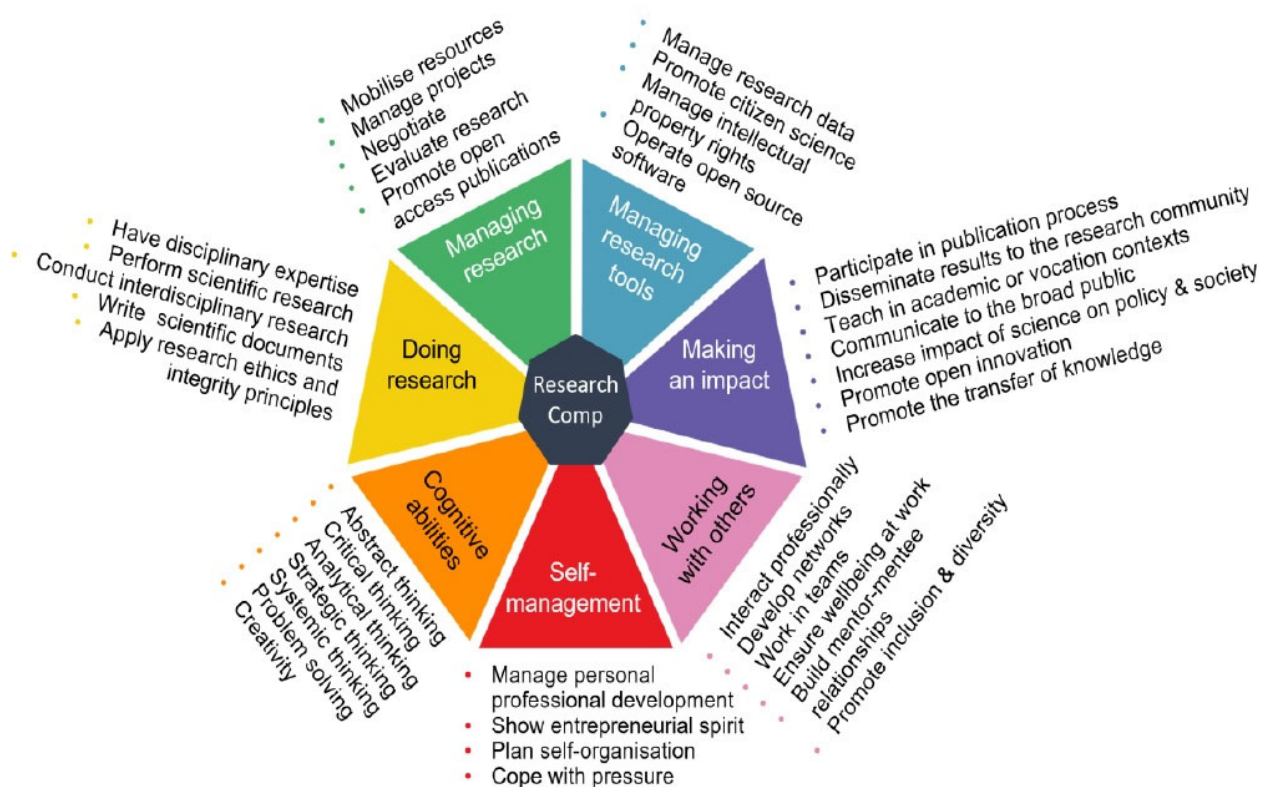 Mobilise resources
Manage projects
Negotiate
Evaluate research
Promote open
access publications
Managing
research
Manage research data
Promote citizen science
Manage intellectual
property rights
Operate open source
software
Managing
research
tools
Participate in publication process
Disseminate results to the research community
Teach in academic or vocation contexts
Communicate to the broad public
Increase impact of science on policy & society
Promote open innovation
Promote the transfer of knowledge
Making
an impact
Interact professionally
Develop networks
Work in teams
Ensure wellbeing at work
Build mentor-mentee
relationships
Promote inclusion & diversity
Working
with others
Self-
management
Manage personal
professional development
Show entrepreneurial spirit
Plan self-organisation
Cope with pressure
Cognitive
abilities
Abstract thinking
Critical thinking
Analytical thinking
Strategic thinking
Systemic thinking
Problem solving
Creativity
Doing
research
Have disciplinary expertise
Perform scientific research
Conduct interdisciplinary research
Write scientific documents
Apply research ethics and
integrity principles
Research
Comp